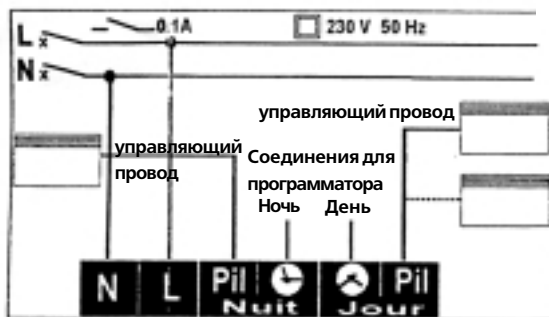 L x 0.1A 230 V 50 Hz
N x
управляющий провод
управляющий
провод
Соединения для
программатора
Ночь День
N L Pil Pil
Nuit Jour